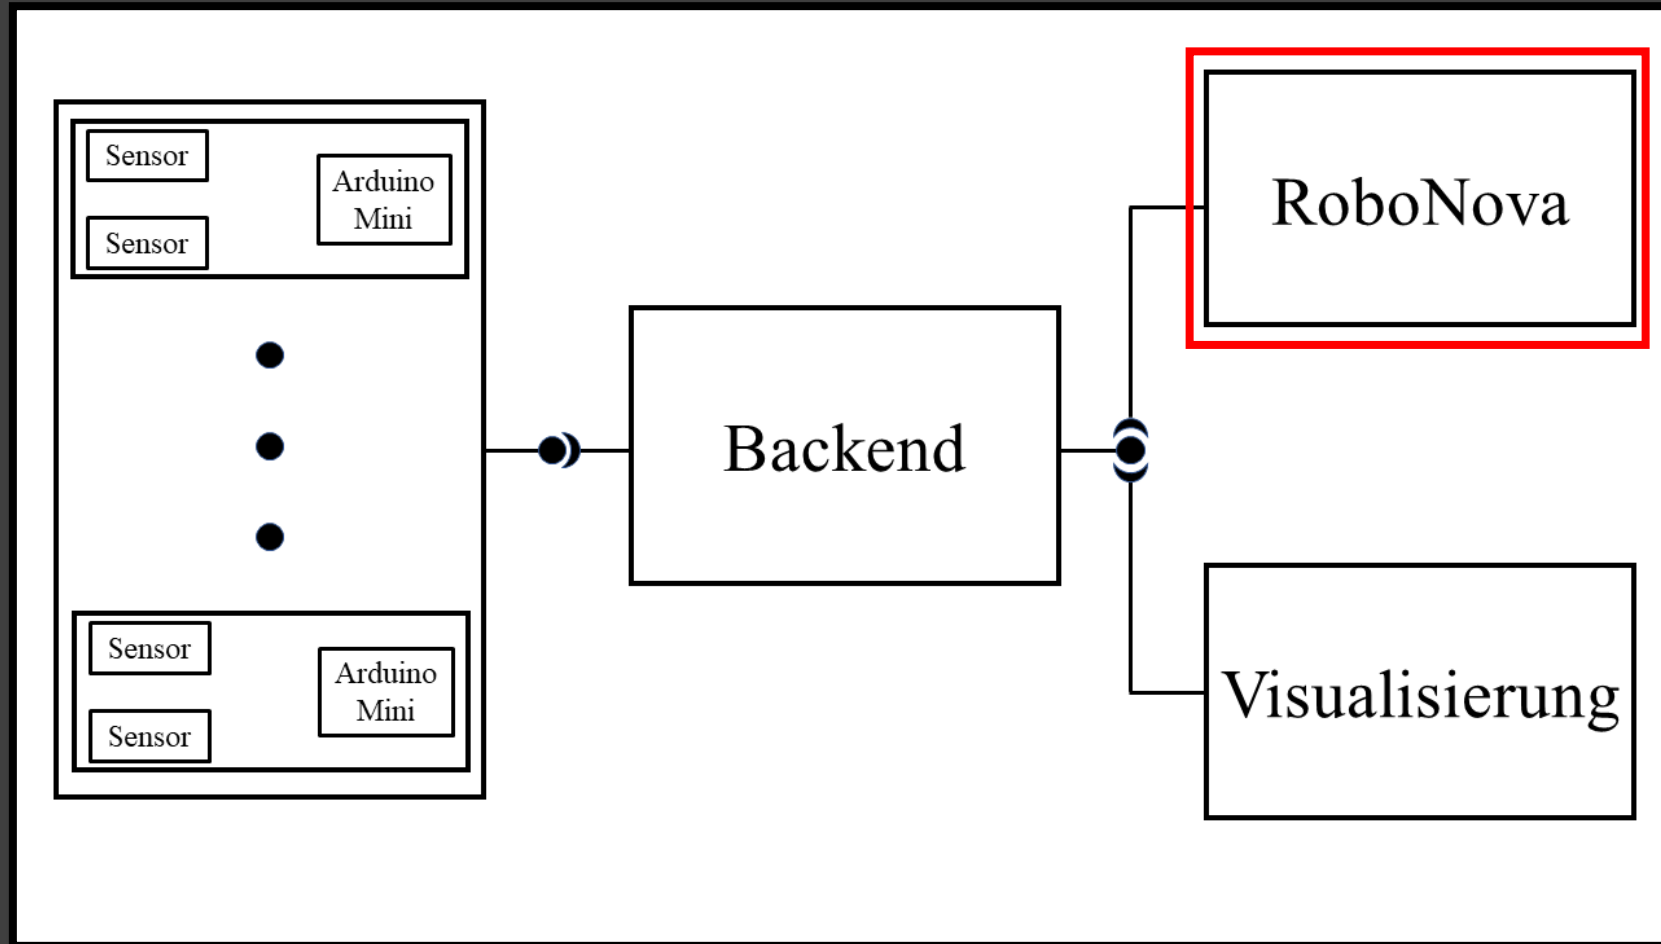 Sensor
Arduino
Mini
Sensor
Sensor
Arduino
Mini
Sensor
Backend
RoboNova
Visualisierung